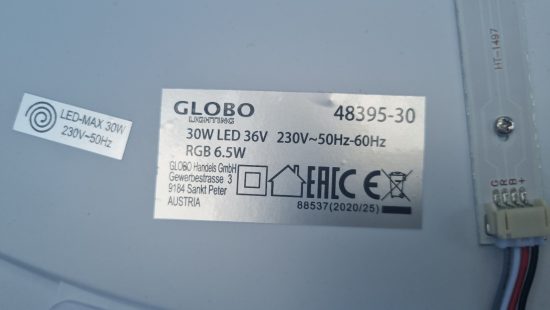 LED-MAX 30W
230V~50Hz
GLOBO
LIGHTING
48395-30
30W LED 36V 230V~50Hz-60Hz
RGB 6.5W
GLOBO Handels GmbH
Gewerbestrasse 3
9184 Sankt Peter
AUSTRIA
EAC CE
88537(2020/25)
HT-1497
G R B +